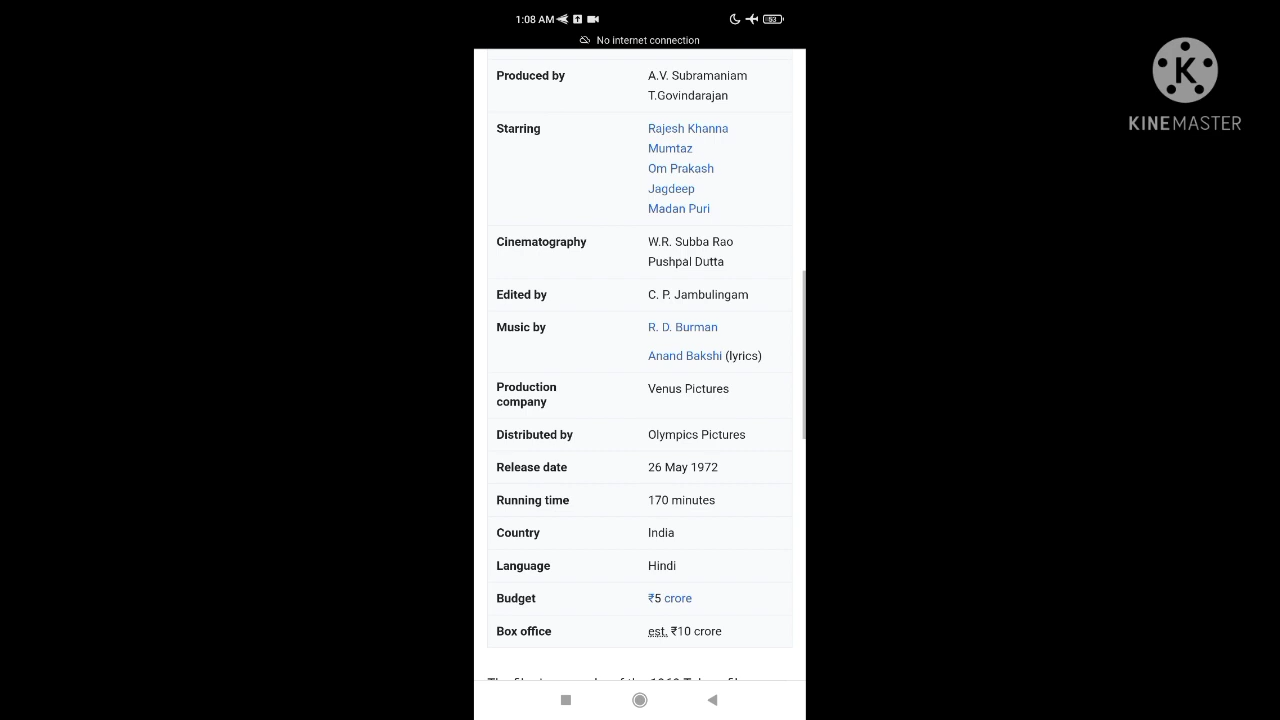 1:08 AM
53
No internet connection
KINEMASTER
Produced by
A.V. Subramaniam
T.Govindarajan
Starring
Rajesh Khanna
Mumtaz
Om Prakash
Jagdeep
Madan Puri
Cinematography
W.R. Subba Rao
Pushpal Dutta
Edited by
C. P. Jambulingam
Music by
R. D. Burman
Anand Bakshi (lyrics)
Production
company
Venus Pictures
Distributed by
Olympics Pictures
Release date
26 May 1972
Running time
170 minutes
Country
India
Language
Hindi
Budget
₹5 crore
Box office
est. ₹10 crore